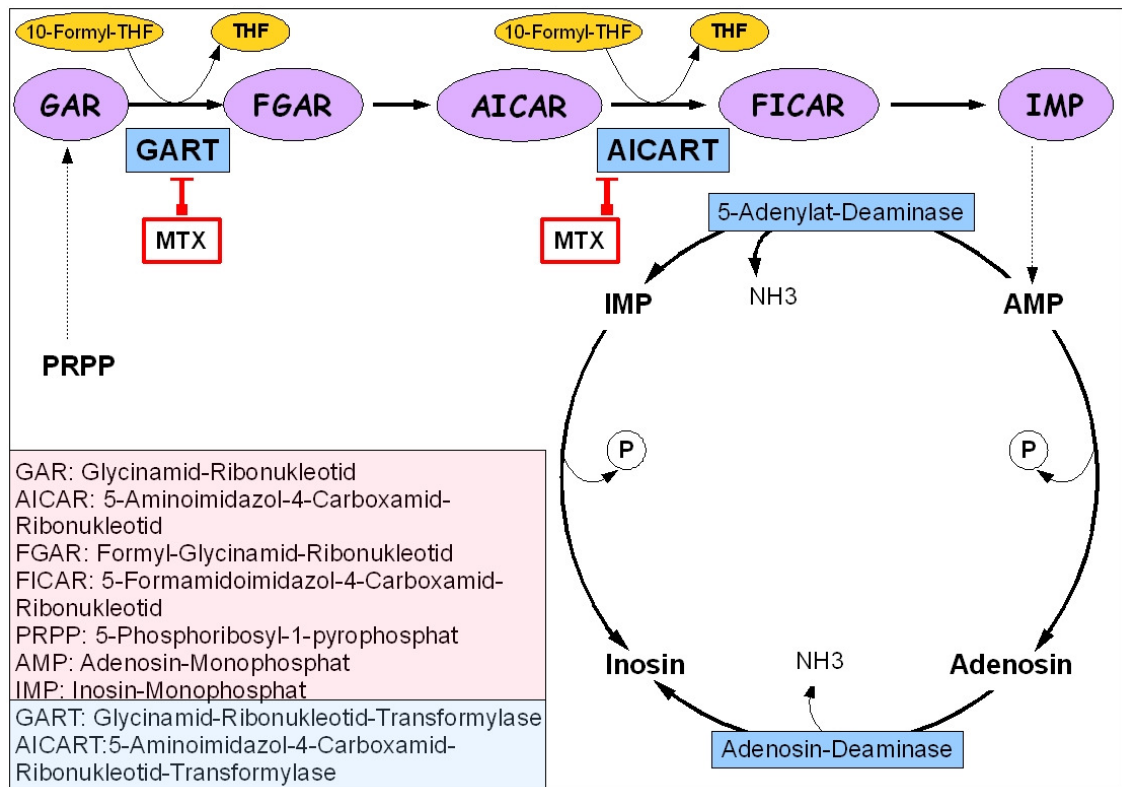 10-Formyl-THF
THF
10-Formyl-THF
THF
GAR
FGAR
AICAR
FICAR
IMP
GART
AICART
MTX
MTX
5-Adenylat-Deaminase
IMP
NH3
AMP
PRPP
P
P
GAR: Glycinamid-Ribonukleotid
AICAR: 5-Aminoimidazol-4-Carboxamid-
Ribonukleotid
FGAR: Formyl-Glycinamid-Ribonukleotid
FICAR: 5-Formamidoimidazol-4-Carboxamid-
Ribonukleotid
PRPP: 5-Phosphoribosyl-1-pyrophosphat
AMP: Adenosin-Monophosphat
IMP: Inosin-Monophosphat
GART: Glycinamid-Ribonukleotid-Transformylase
AICART:5-Aminoimidazol-4-Carboxamid-
Ribonukleotid-Transformylase
Inosin
NH3
Adenosin
Adenosin-Deaminase